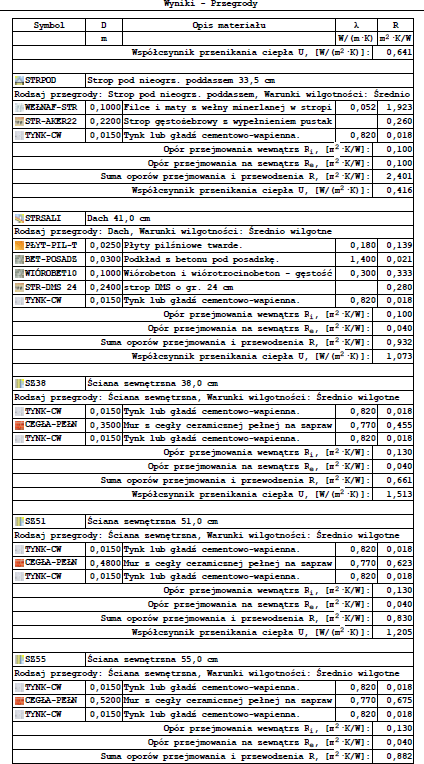 Wyniki - Przegrody
Symbol D Opis materiału λ R
m W/(m·K) m²·K/W
Współczynnik przenikania ciepła U, [W/(m²·K)]: 0,641
STRPOD Strop pod nieogrz. poddaszem 33,5 cm
Rodzaj przegrody: Strop pod nieogrz. poddaszem, Warunki wilgotności: Średnio
WEŁNAF-STR 0,1000 Filce i maty z wełny minerlanej w stropi 0,052 1,923
STR-AKER22 0,2200 Strop gęstożebrowy z wypełnieniem pustak 0,260
TYNK-CW 0,0150 Tynk lub gładź cementowo-wapienna. 0,820 0,018
Opór przejmowania wewnątrz Ri, [m²·K/W]: 0,100
Opór przejmowania na zewnątrz Re, [m²·K/W]: 0,100
Suma oporów przejmowania i przewodzenia R, [m²·K/W]: 2,401
Współczynnik przenikania ciepła U, [W/(m²·K)]: 0,416
STRSALI Dach 41,0 cm
Rodzaj przegrody: Dach, Warunki wilgotności: Średnio wilgotne
PŁYT-PIL-T 0,0250 Płyty pilśniowe twarde. 0,180 0,139
BET-POSADZ 0,0300 Podkład z betonu pod posadzkę. 1,400 0,021
WIÓROBET10 0,1000 Wiórobeton i wiórotrocinobeton - gęstość 0,300 0,333
STR-DMS 24 0,2400 strop DMS o gr. 24 cm 0,280
TYNK-CW 0,0150 Tynk lub gładź cementowo-wapienna. 0,820 0,018
Opór przejmowania wewnątrz Ri, [m²·K/W]: 0,100
Opór przejmowania na zewnątrz Re, [m²·K/W]: 0,040
Suma oporów przejmowania i przewodzenia R, [m²·K/W]: 0,932
Współczynnik przenikania ciepła U, [W/(m²·K)]: 1,073
SZ38 Ściana zewnętrzna 38,0 cm
Rodzaj przegrody: Ściana zewnętrzna, Warunki wilgotności: Średnio wilgotne
TYNK-CW 0,0150 Tynk lub gładź cementowo-wapienna. 0,820 0,018
CEGŁA-PEŁN 0,3500 Mur z cegły ceramicznej pełnej na zapraw 0,770 0,455
TYNK-CW 0,0150 Tynk lub gładź cementowo-wapienna. 0,820 0,018
Opór przejmowania wewnątrz Ri, [m²·K/W]: 0,130
Opór przejmowania na zewnątrz Re, [m²·K/W]: 0,040
Suma oporów przejmowania i przewodzenia R, [m²·K/W]: 0,661
Współczynnik przenikania ciepła U, [W/(m²·K)]: 1,513
SZ51 Ściana zewnętrzna 51,0 cm
Rodzaj przegrody: Ściana zewnętrzna, Warunki wilgotności: Średnio wilgotne
TYNK-CW 0,0150 Tynk lub gładź cementowo-wapienna. 0,820 0,018
CEGŁA-PEŁN 0,4800 Mur z cegły ceramicznej pełnej na zapraw 0,770 0,623
TYNK-CW 0,0150 Tynk lub gładź cementowo-wapienna. 0,820 0,018
Opór przejmowania wewnątrz Ri, [m²·K/W]: 0,130
Opór przejmowania na zewnątrz Re, [m²·K/W]: 0,040
Suma oporów przejmowania i przewodzenia R, [m²·K/W]: 0,830
Współczynnik przenikania ciepła U, [W/(m²·K)]: 1,205
SZ55 Ściana zewnętrzna 55,0 cm
Rodzaj przegrody: Ściana zewnętrzna, Warunki wilgotności: Średnio wilgotne
TYNK-CW 0,0150 Tynk lub gładź cementowo-wapienna. 0,820 0,018
CEGŁA-PEŁN 0,5200 Mur z cegły ceramicznej pełnej na zapraw 0,770 0,675
TYNK-CW 0,0150 Tynk lub gładź cementowo-wapienna. 0,820 0,018
Opór przejmowania wewnątrz Ri, [m²·K/W]: 0,130
Opór przejmowania na zewnątrz Re, [m²·K/W]: 0,040
Suma oporów przejmowania i przewodzenia R, [m²·K/W]: 0,882